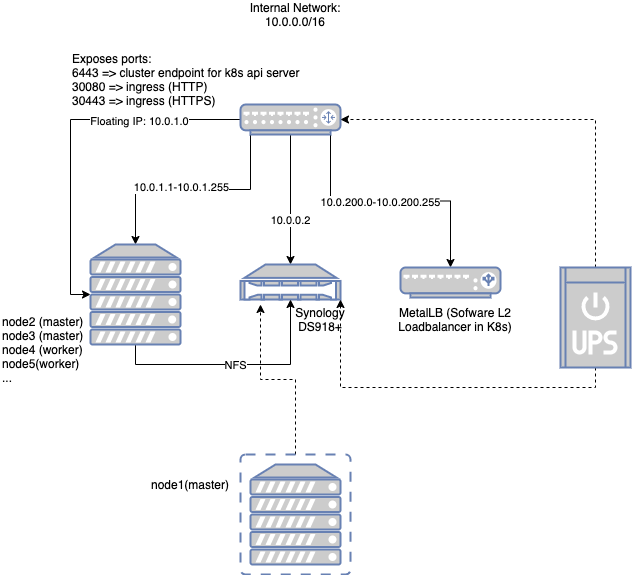 Internal Network:
10.0.0.0/16
Exposes ports:
6443 => cluster endpoint for k8s api server
30080 => ingress (HTTP)
30443 => ingress (HTTPS)
Floating IP: 10.0.1.0
10.0.1.1-10.0.1.255
10.0.200.0-10.0.200.255
10.0.0.2
Synology
DS918+
MetalLB (Sofware L2
Loadbalancer in K8s)
UPS
node2 (master)
node3 (master)
node4 (worker)
node5(worker)
...
NFS
node1(master)